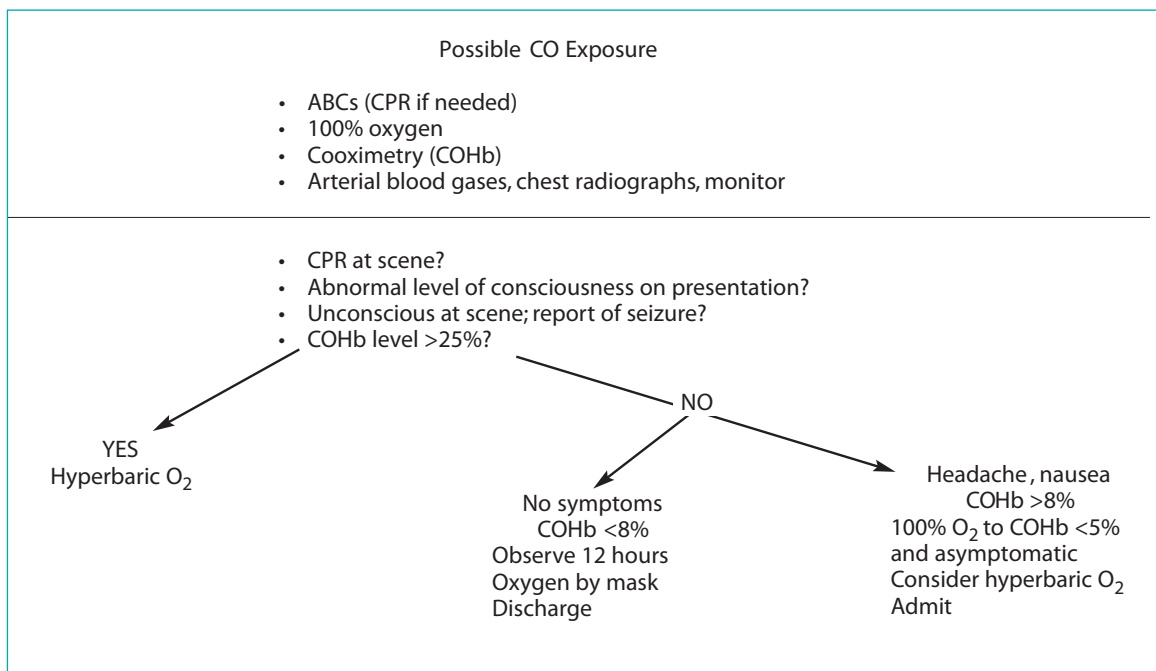 Possible CO Exposure
• ABCs (CPR if needed)
• 100% oxygen
• Cooximetry (COHb)
• Arterial blood gases, chest radiographs, monitor
• CPR at scene?
• Abnormal level of consciousness on presentation?
• Unconscious at scene; report of seizure?
• COHb level >25%?
YES
Hyperbaric O₂
NO
No symptoms
COHb <8%
Observe 12 hours
Oxygen by mask
Discharge
Headache, nausea
COHb >8%
100% O₂ to COHb <5%
and asymptomatic
Consider hyperbaric O₂
Admit